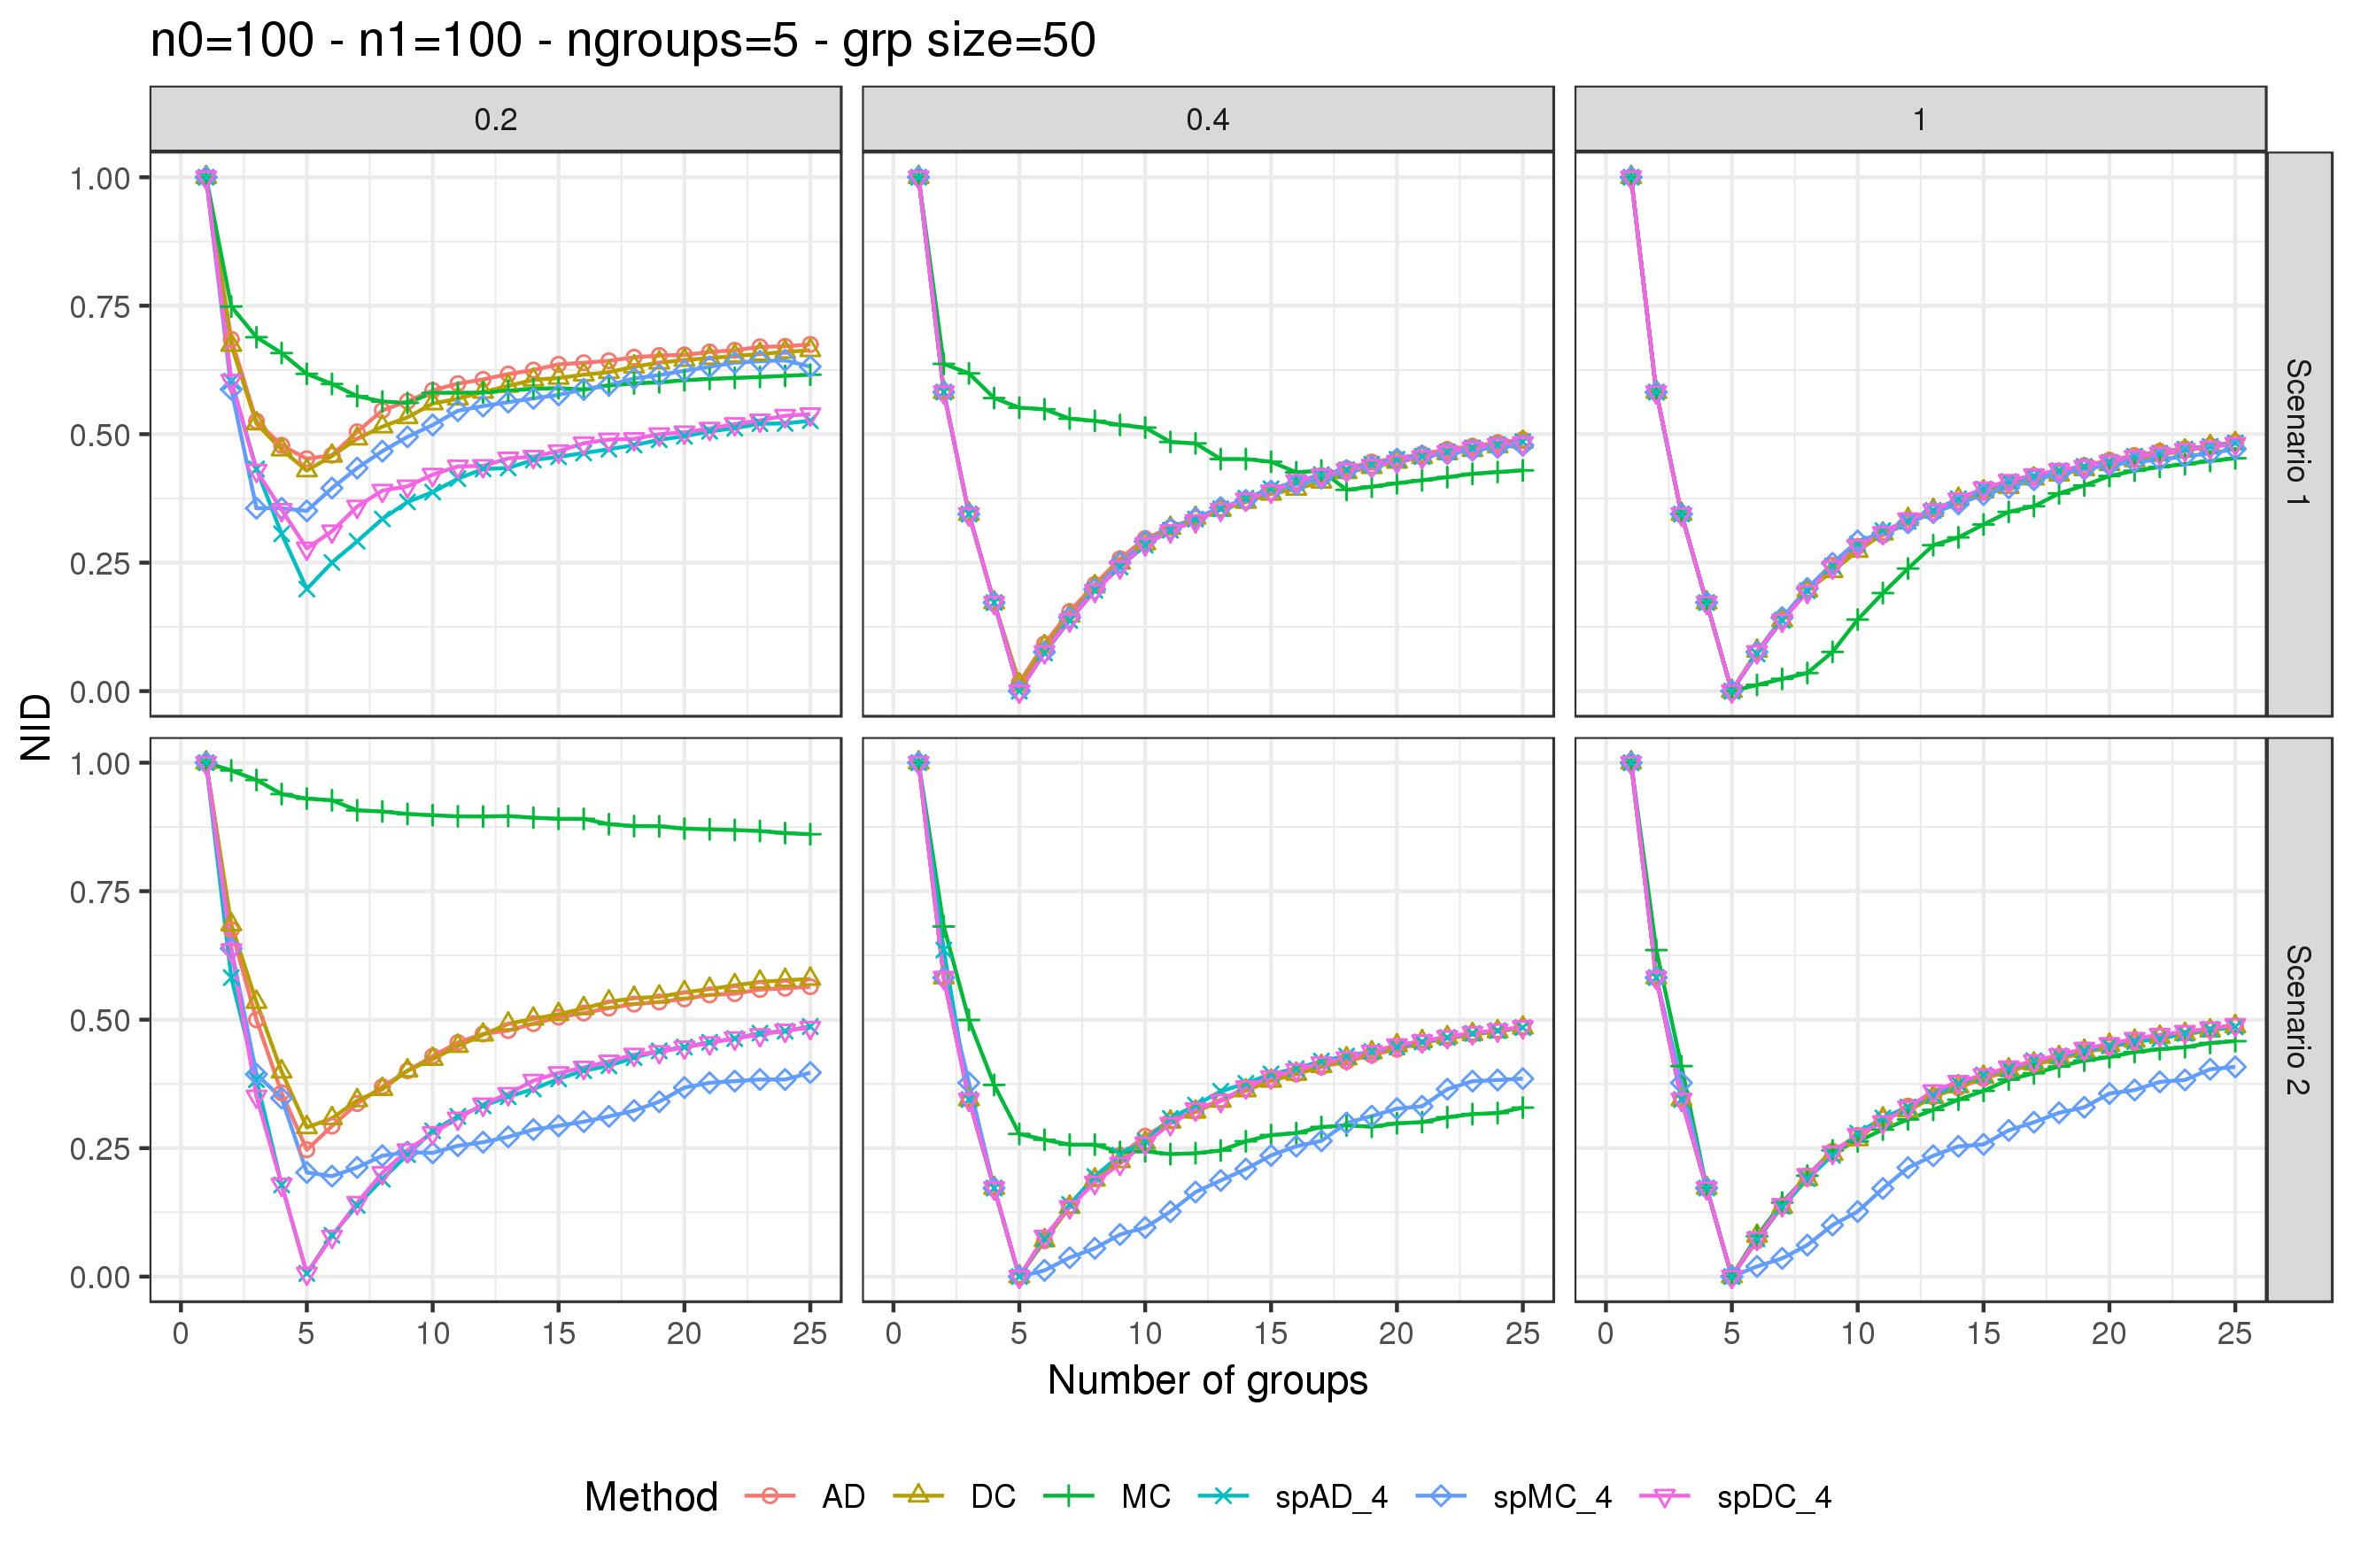 n0=100 - n1=100 - ngroups=5 - grp size=50
0.2
0.4
1
1.00
0.75
0.50
0.25
0.00
Scenario 1
NID
1.00
0.75
0.50
0.25
0.00
Scenario 2
0 5 10 15 20 25
0 5 10 15 20 25
0 5 10 15 20 25
Number of groups
Method AD DC MC spAD_4 spMC_4 spDC_4